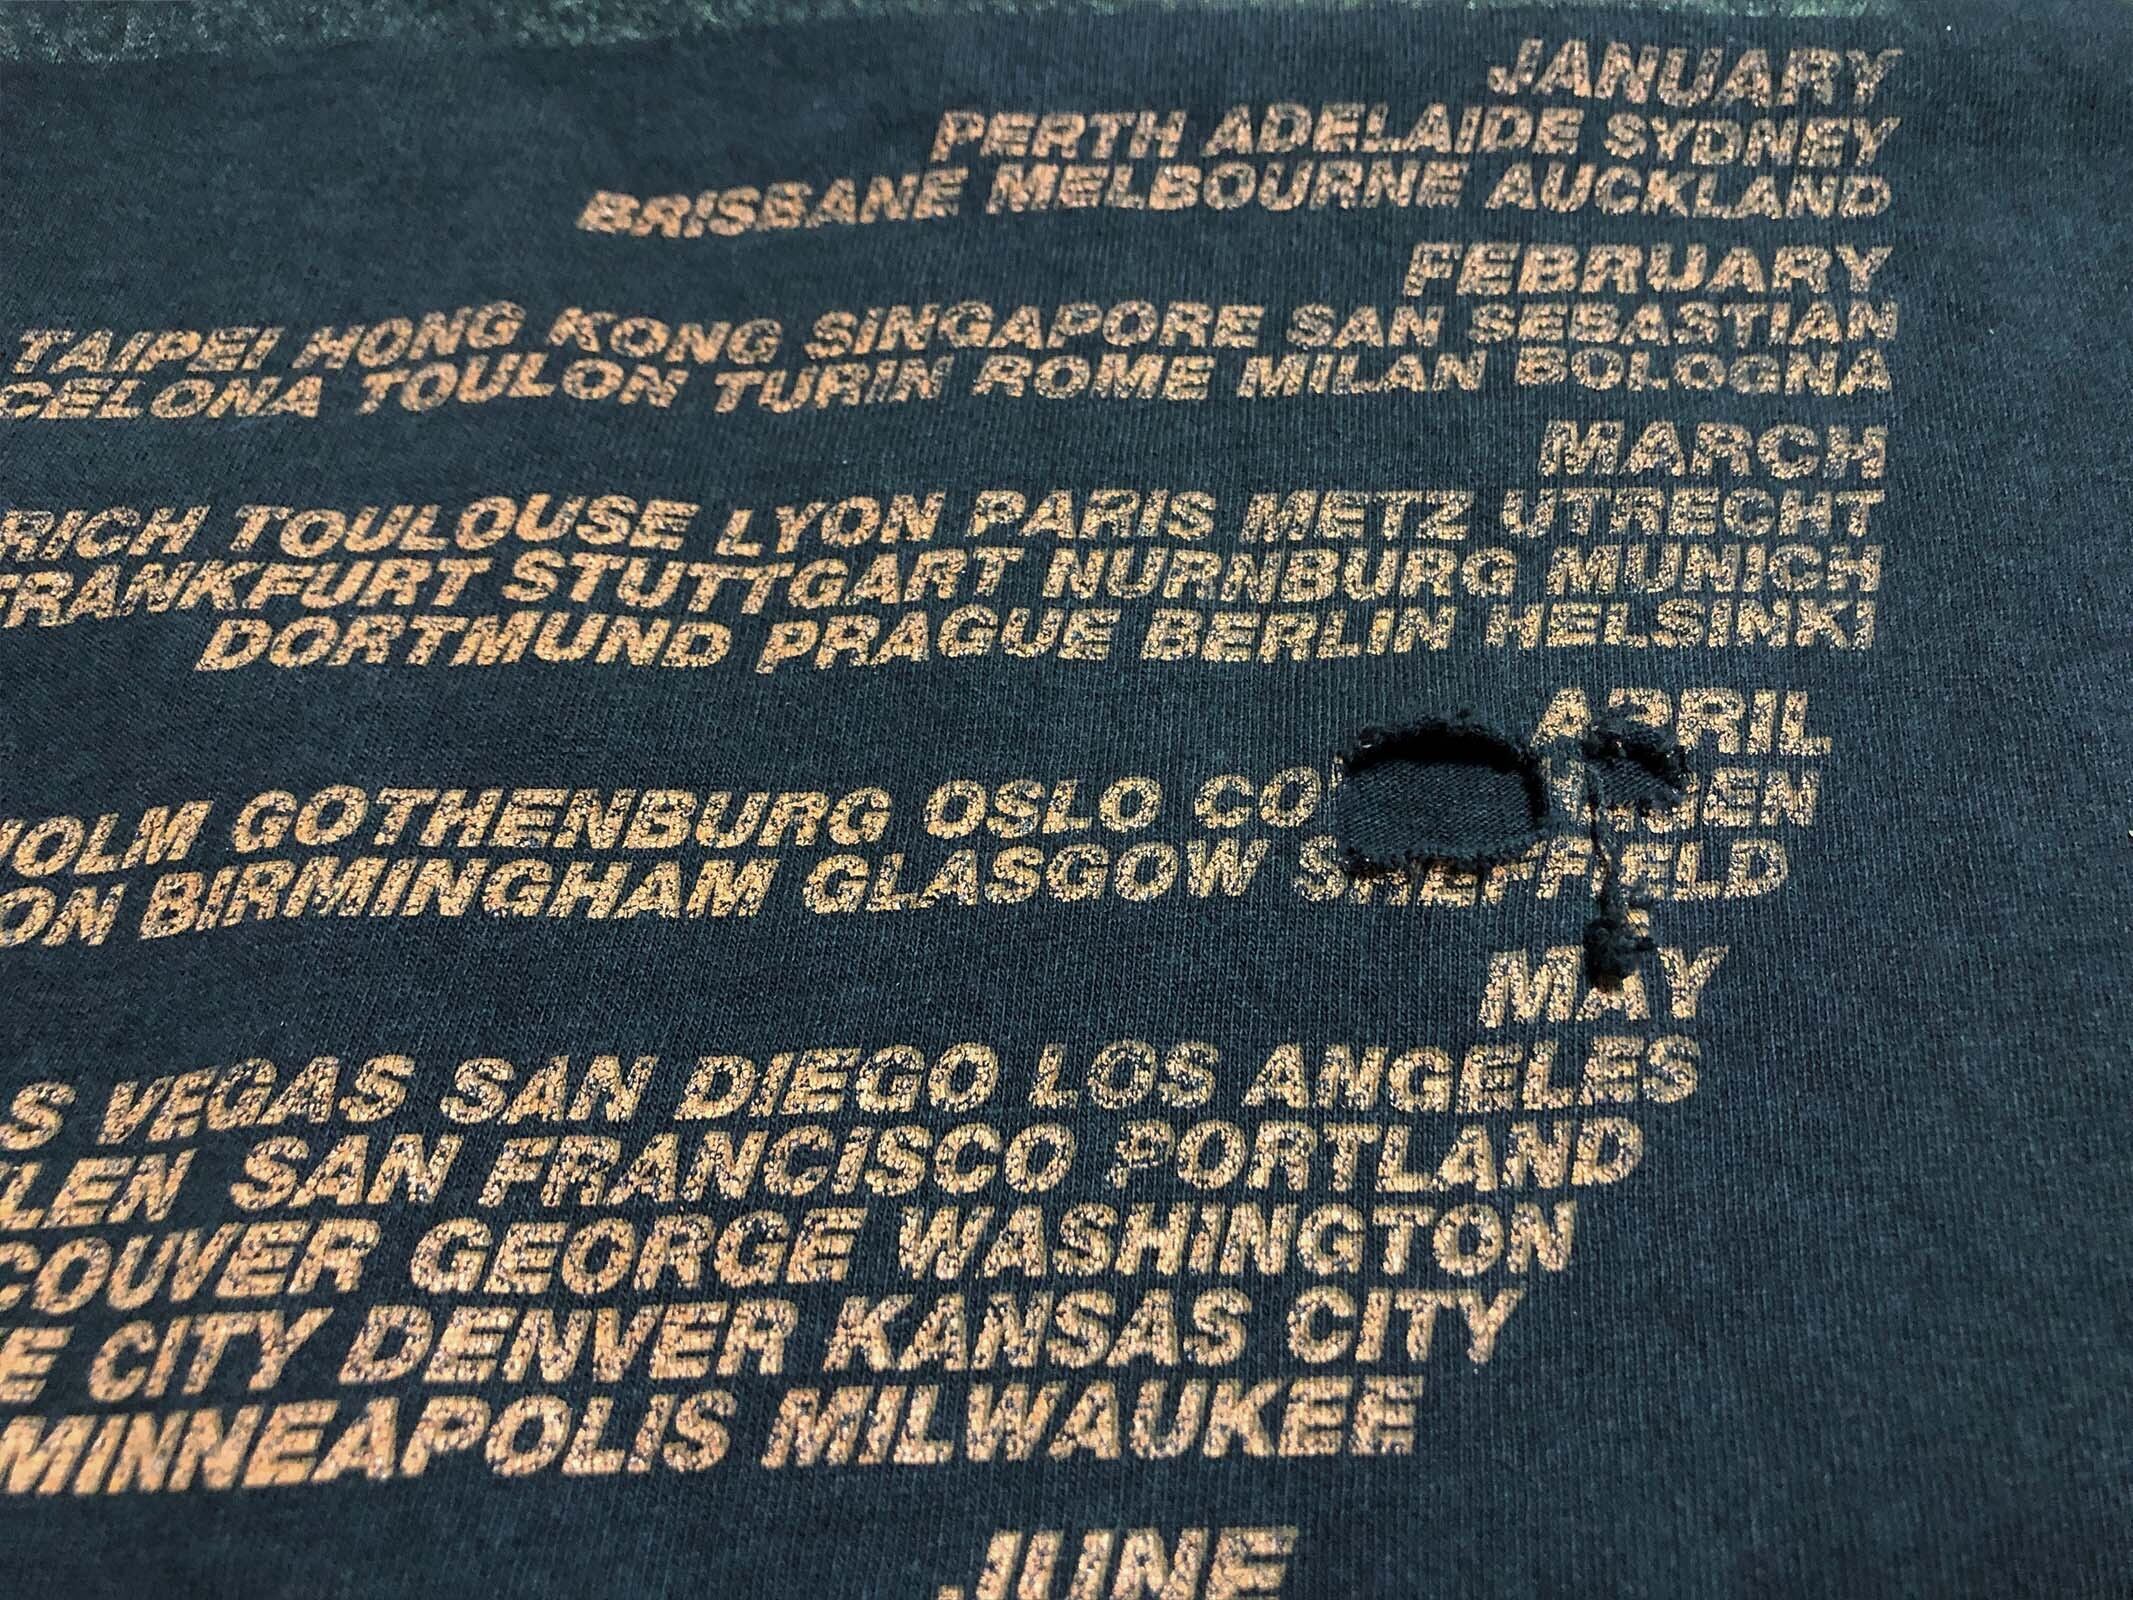 JANUARY
PERTH ADELAIDE SYDNEY
BRISBANE MELBOURNE AUCKLAND
FEBRUARY
TAIPEI HONG KONG SINGAPORE SAN SEBASTIAN
CELONA TOULON TURIN ROME MILAN BOLOGNA
MARCH
RICH TOULOUSE LYON PARIS METZ UTRECHT
FRANKFURT STUTTGART NURNBURG MUNICH
DORTMUND PRAGUE BERLIN HELSINKI
APRIL
HOLM GOTHENBURG OSLO
ON BIRMINGHAM GLASGOW SHEFFIELD
MAY
S VEGAS SAN DIEGO LOS ANGELES
LEN SAN FRANCISCO PORTLAND
COUVER GEORGE WASHINGTON
E CITY DENVER KANSAS CITY
MINNEAPOLIS MILWAUKEE
JUNE